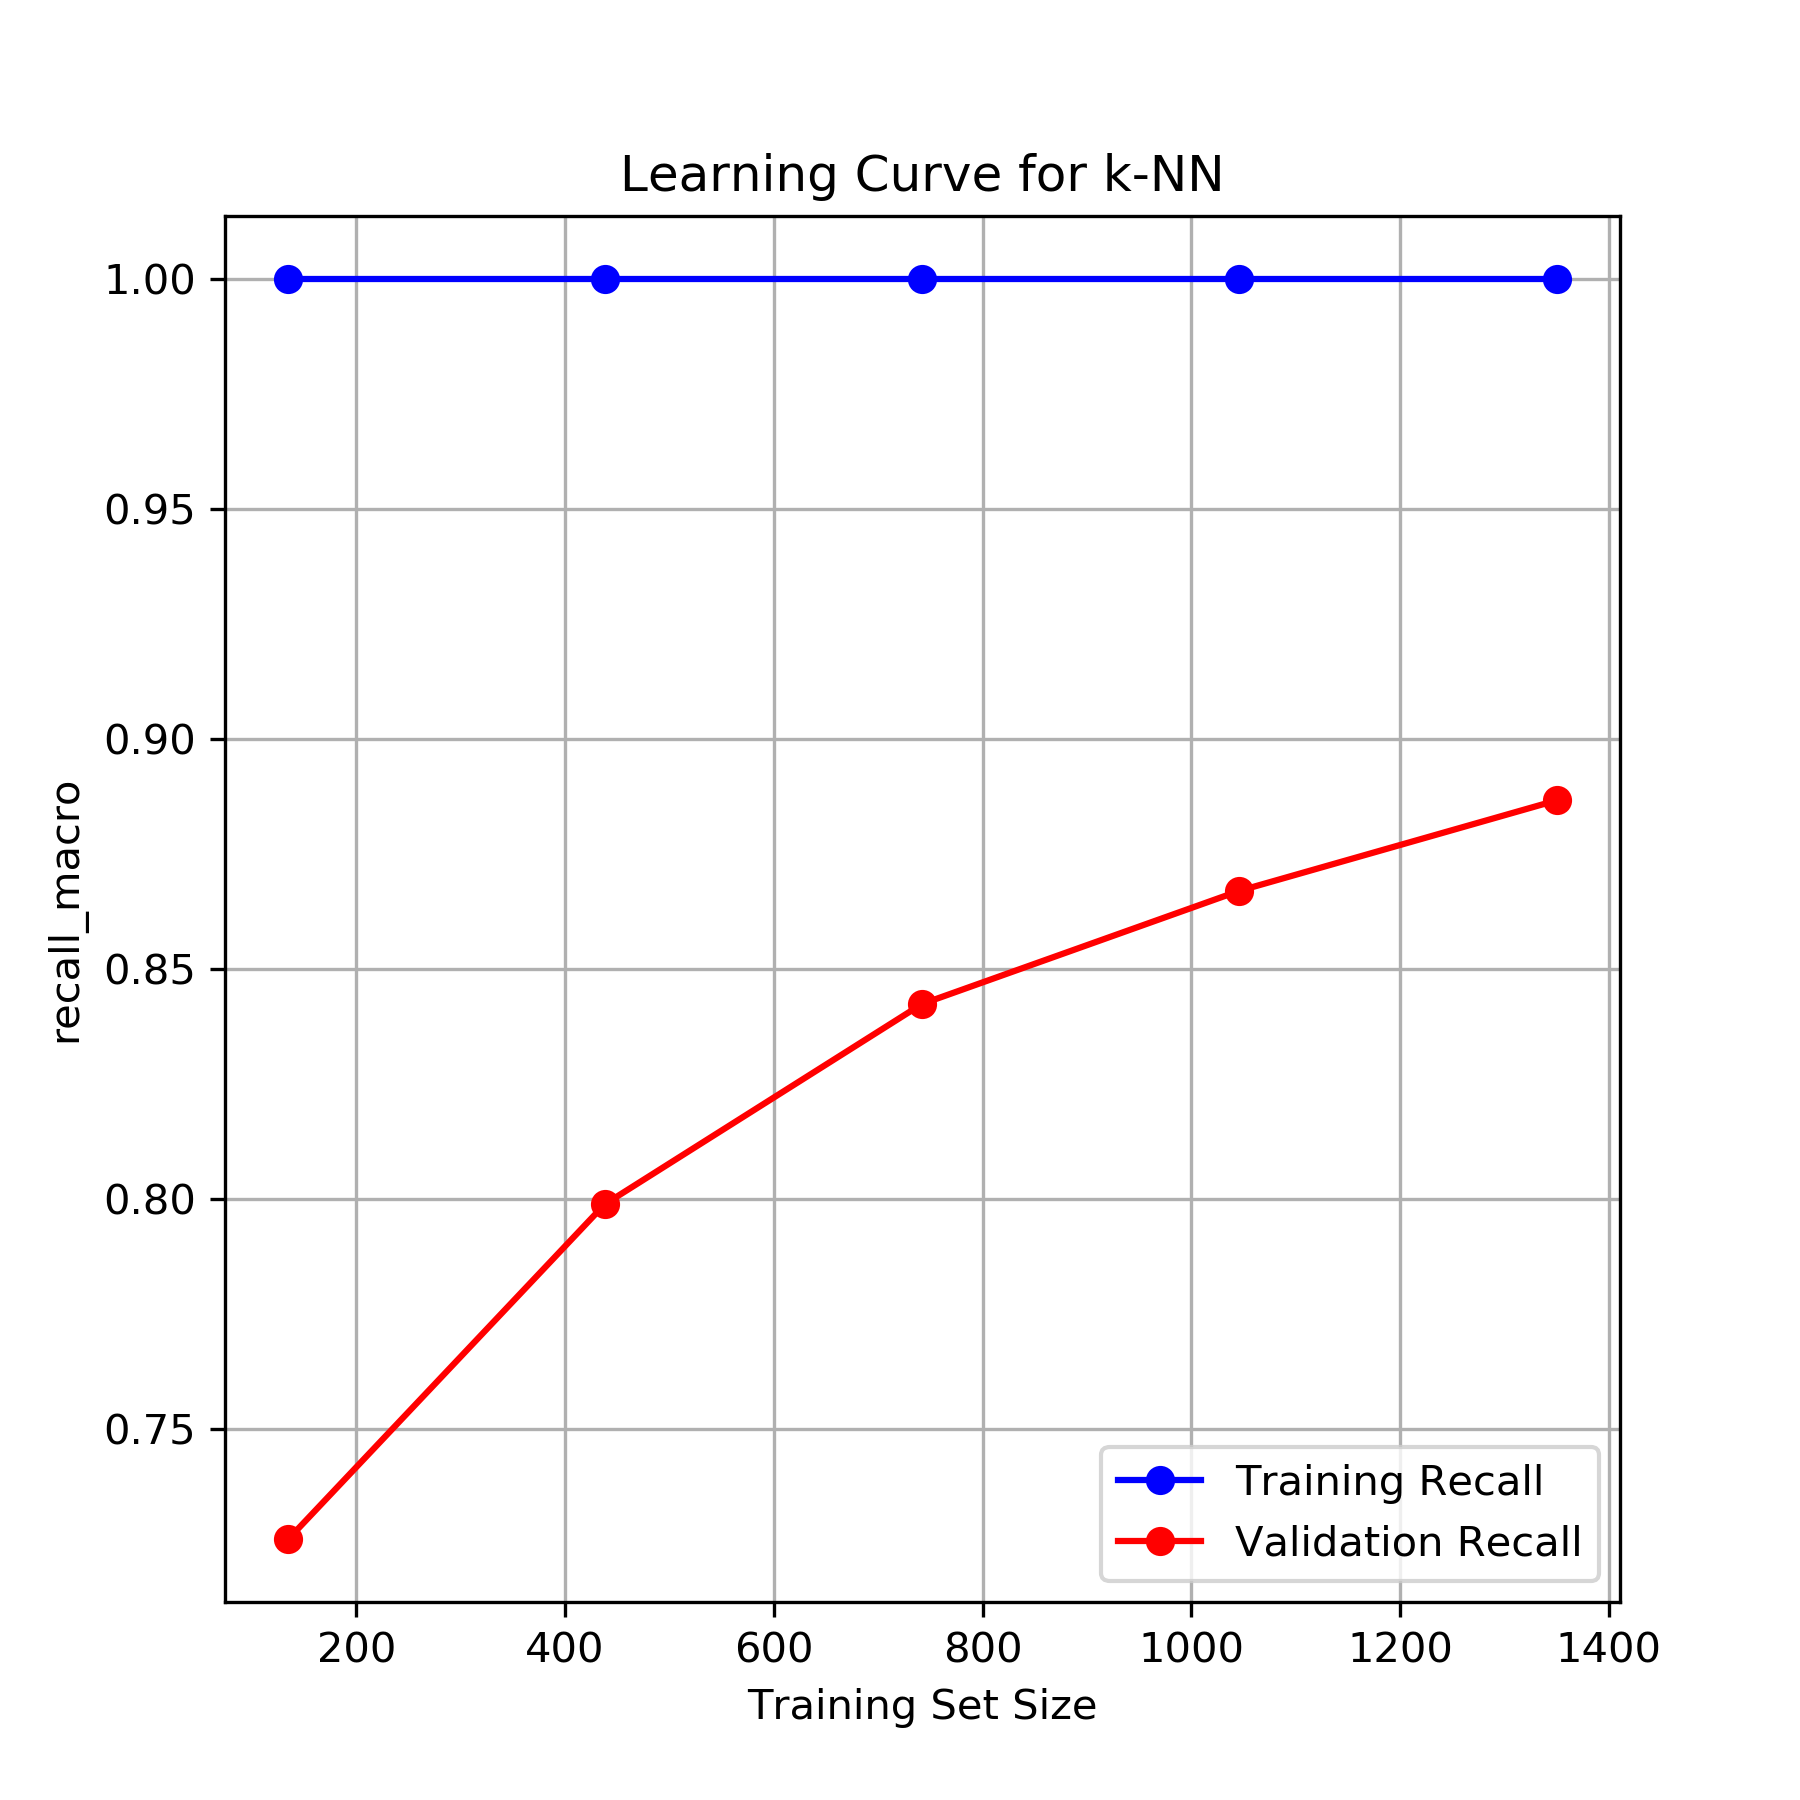 Learning Curve for k-NN
1.00
0.95
0.90
0.85
0.80
0.75
recall_macro
200 400 600 800 1000 1200 1400
Training Set Size
Training Recall
Validation Recall